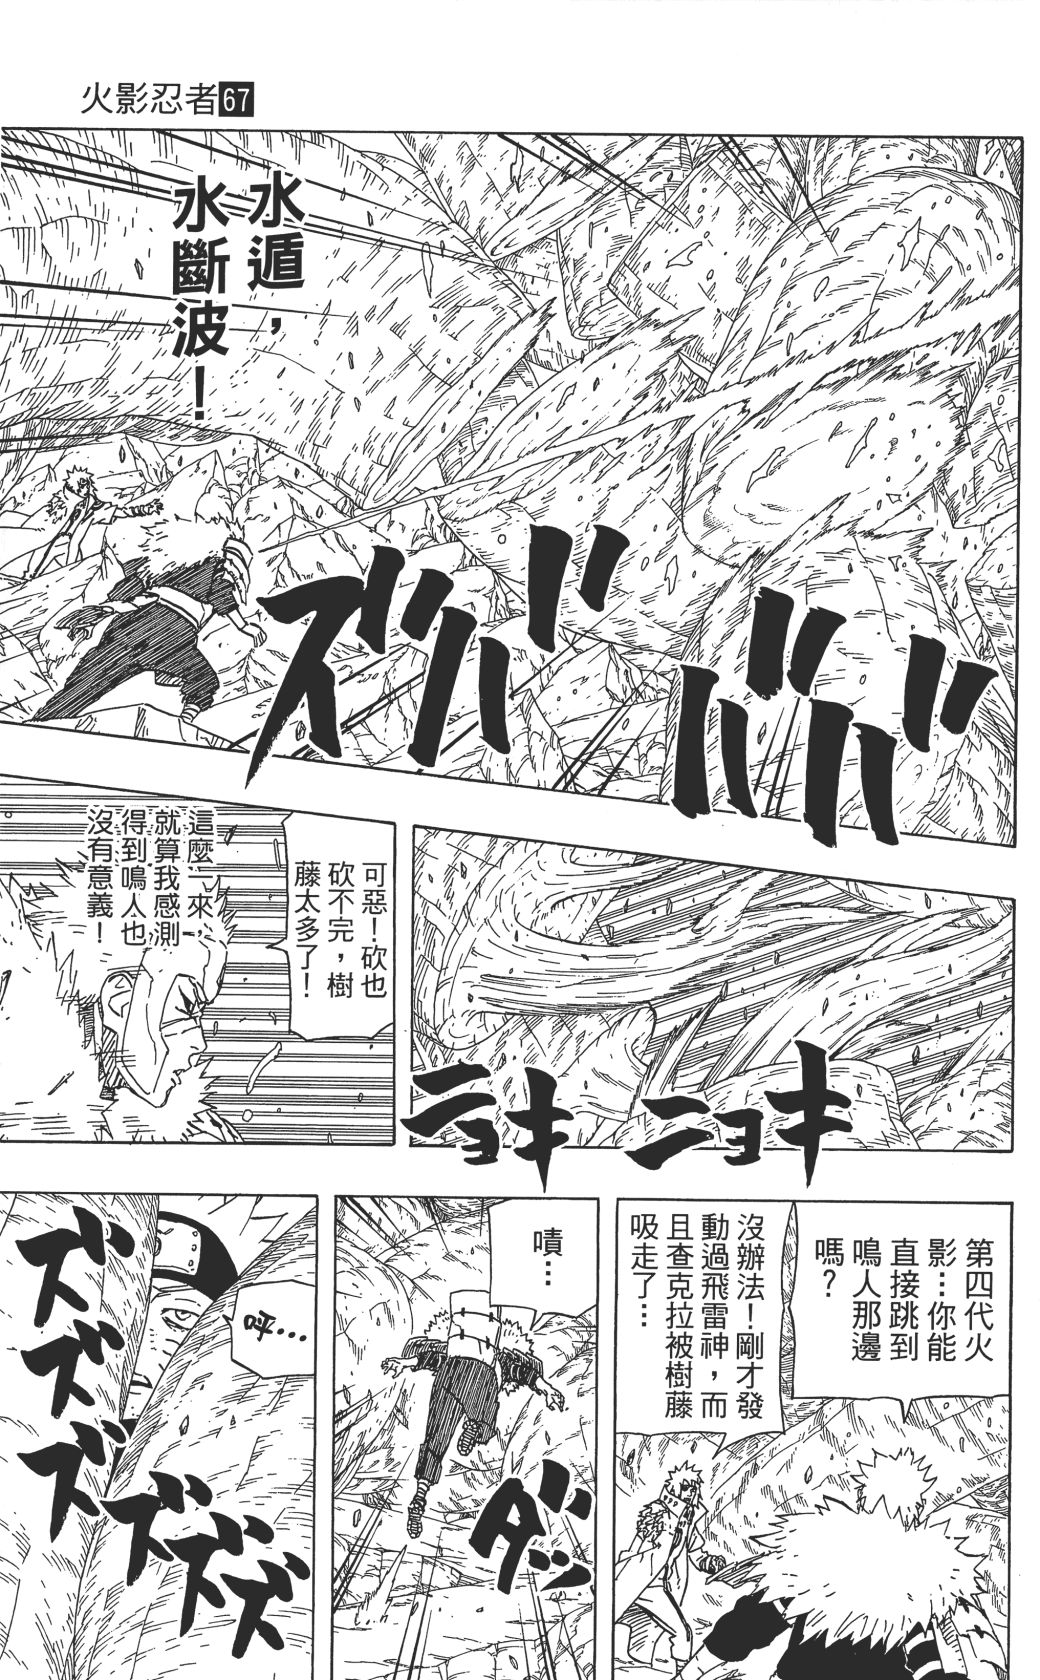 火影忍者67
水遁，
水斷波！
ズババババ
ニョキ
ニョキ
可惡！砍也
砍不完，樹
藤太多了！
這麼一來，
就算我感測
得到鳴人也
沒有意義！
第四代火
影…你能
直接跳到
鳴人那邊
嗎？
沒辦法！剛才發
動過飛雷神，而
且查克拉被樹藤
吸走了…
嘖…
ダッ
呼…
ズズズ
ズズズズ